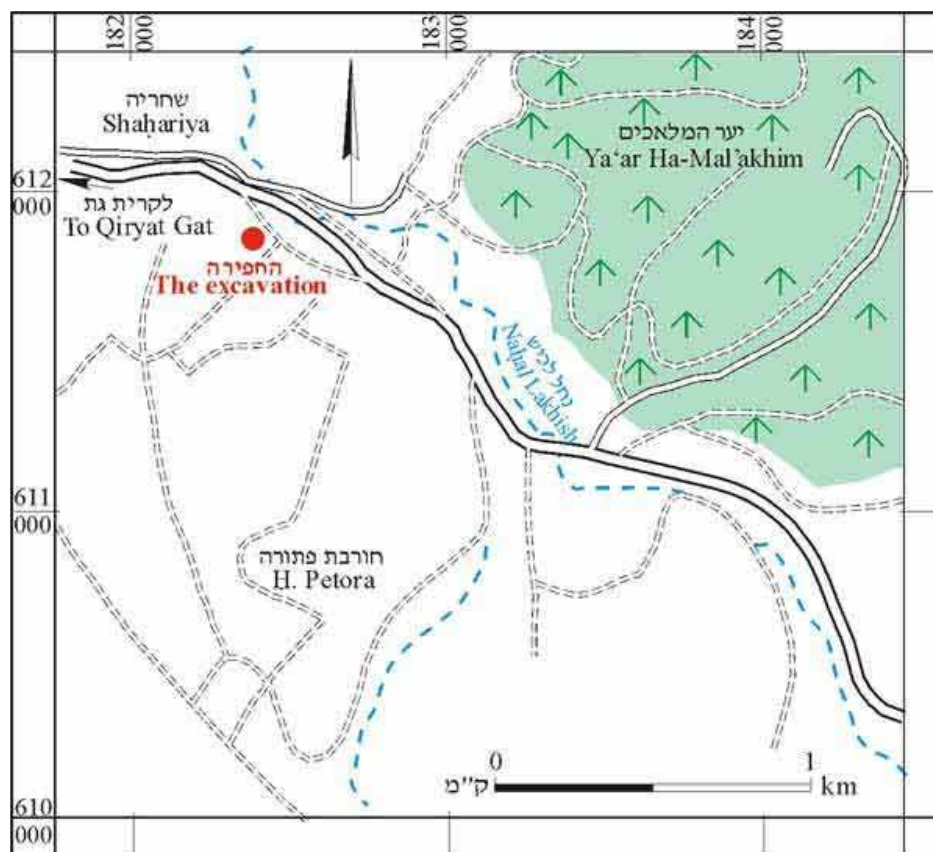 182
000
183
000
184
000
שחריה
Shahariya
יער המלאכים
Ya‘ar Ha-Mal’akhim
612
000
לקרית גת
To Qiryat Gat
החפירה
The excavation
נחל לכיש
Naḥal Lakhish
611
000
חורבת פתורה
Ḥ. Petora
0
1
ק"מ
km
610
000